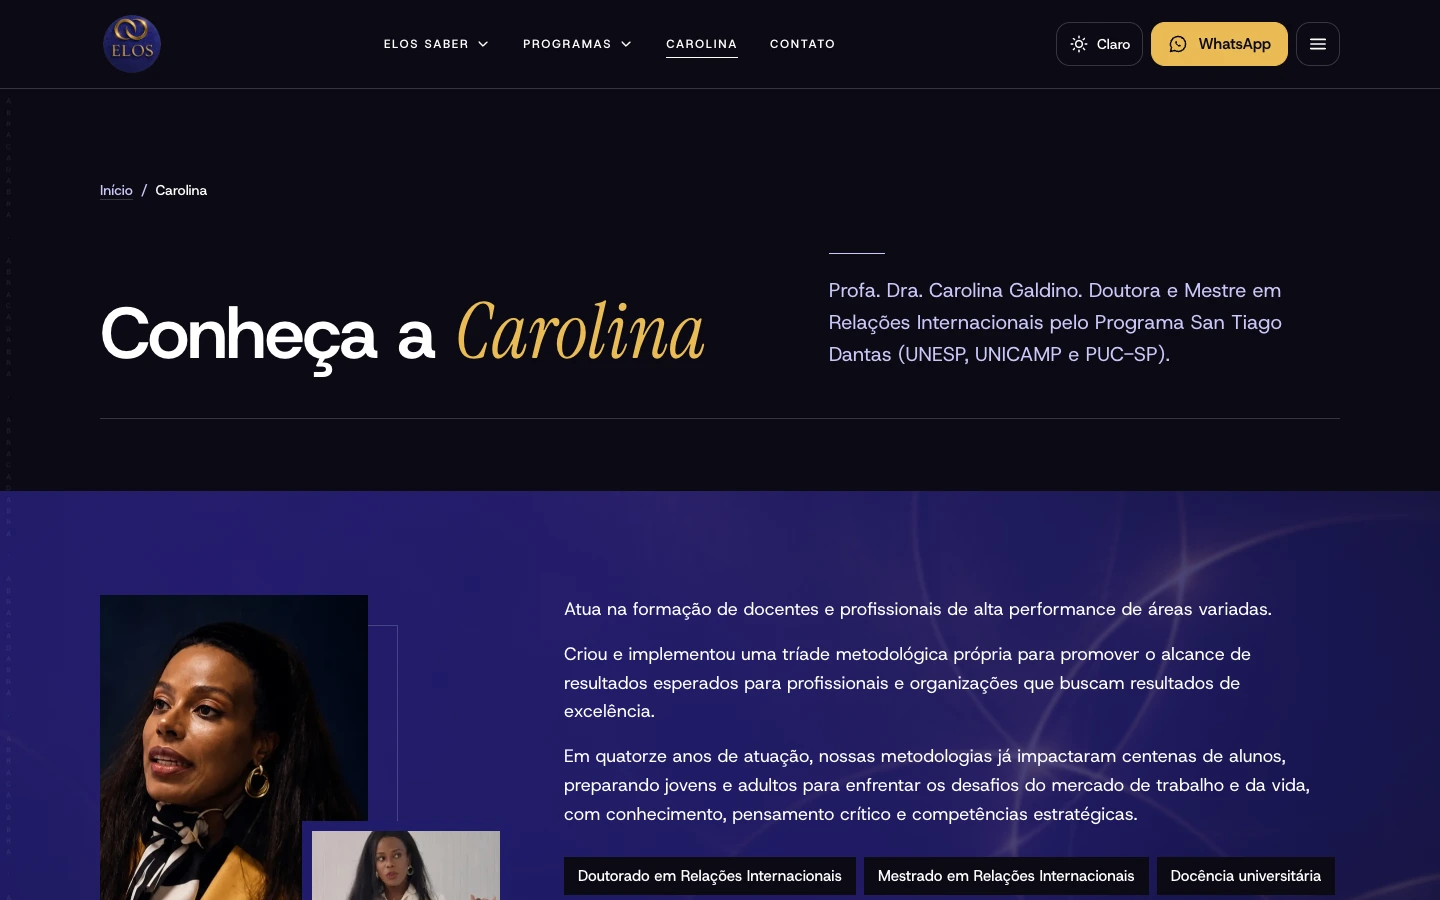 ELOS
ELOS SABER
PROGRAMAS
CAROLINA
CONTATO
Claro
WhatsApp
Início / Carolina
Conheça a Carolina
Profa. Dra. Carolina Galdino. Doutora e Mestre em
Relações Internacionais pelo Programa San Tiago
Dantas (UNESP, UNICAMP e PUC-SP).
Atua na formação de docentes e profissionais de alta performance de áreas variadas.
Criou e implementou uma tríade metodológica própria para promover o alcance de
resultados esperados para profissionais e organizações que buscam resultados de
excelência.
Em quatorze anos de atuação, nossas metodologias já impactaram centenas de alunos,
preparando jovens e adultos para enfrentar os desafios do mercado de trabalho e da vida,
com conhecimento, pensamento crítico e competências estratégicas.
Doutorado em Relações Internacionais
Mestrado em Relações Internacionais
Docência universitária